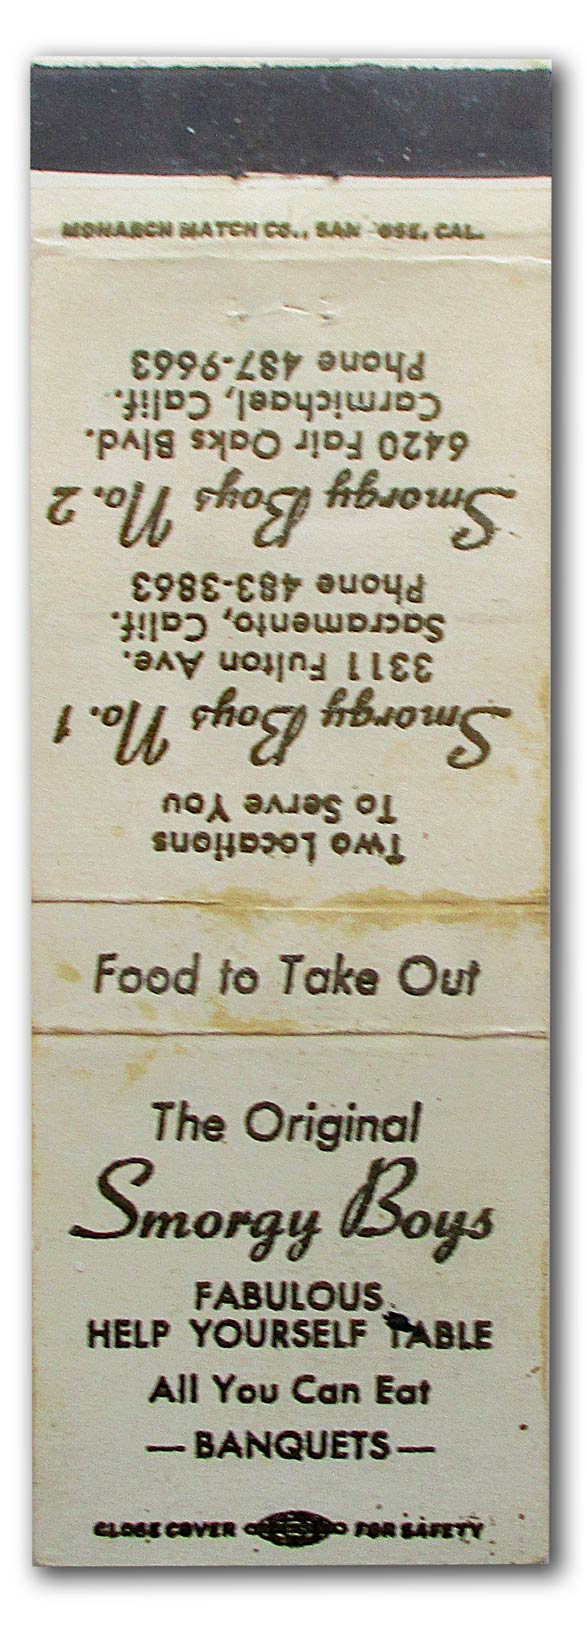 MONARCH MATCH CO., SAN JOSE, CAL.
Two Locations
To Serve You
Smorgy Boys No. 1
3311 Fulton Ave.
Sacramento, Calif.
Phone 483-3863
Smorgy Boys No. 2
6420 Fair Oaks Blvd.
Carmichael, Calif.
Phone 487-9663
Food to Take Out
The Original
Smorgy Boys
FABULOUS
HELP YOURSELF TABLE
All You Can Eat
— BANQUETS —
CLOSE COVER FOR SAFETY